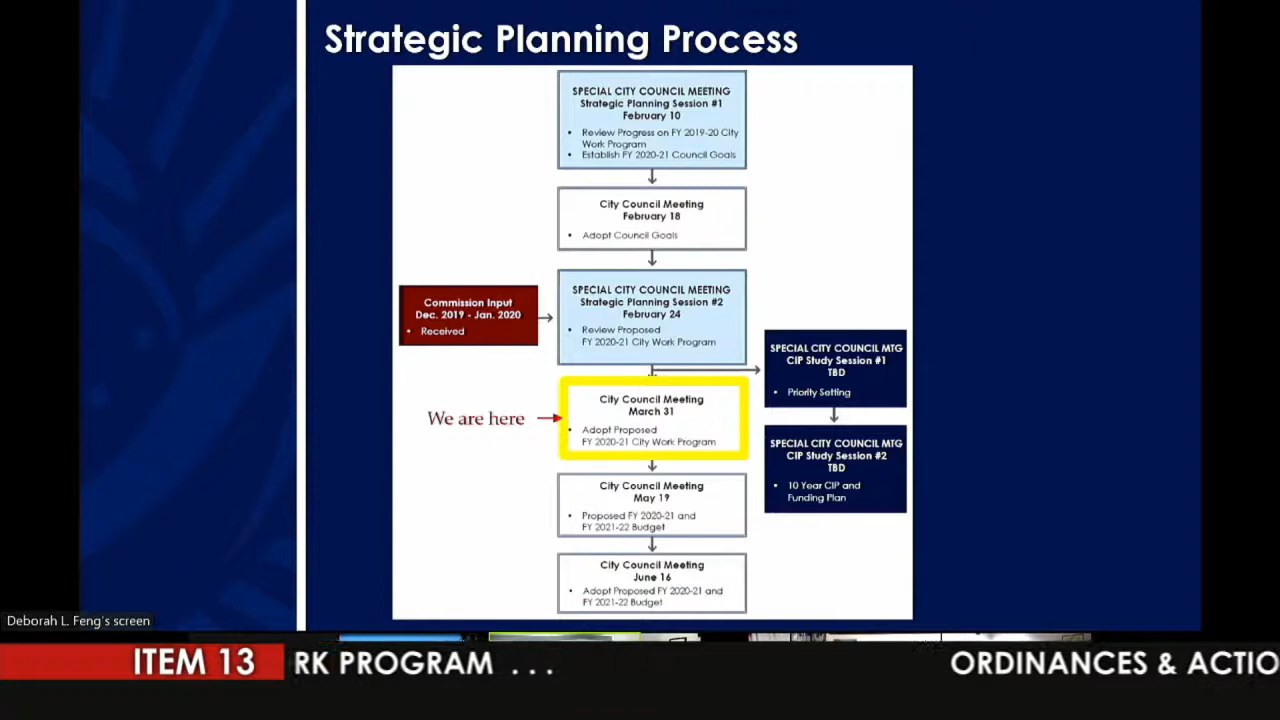 Strategic Planning Process
SPECIAL CITY COUNCIL MEETING
Strategic Planning Session #1
February 10
• Review Progress on FY 2019-20 City
Work Program
• Establish FY 2020-21 Council Goals
City Council Meeting
February 18
• Adopt Council Goals
Commission Input
Dec. 2019 - Jan. 2020
• Received
SPECIAL CITY COUNCIL MEETING
Strategic Planning Session #2
February 24
• Review Proposed
FY 2020-21 City Work Program
SPECIAL CITY COUNCIL MTG
CIP Study Session #1
TBD
• Priority Setting
We are here
City Council Meeting
March 31
• Adopt Proposed
FY 2020-21 City Work Program
SPECIAL CITY COUNCIL MTG
CIP Study Session #2
TBD
• 10 Year CIP and
Funding Plan
City Council Meeting
May 19
• Proposed FY 2020-21 and
FY 2021-22 Budget
City Council Meeting
June 16
• Adopt Proposed FY 2020-21 and
FY 2021-22 Budget
Deborah L. Feng's screen
ITEM 13
RK PROGRAM . . .
ORDINANCES & ACTIO